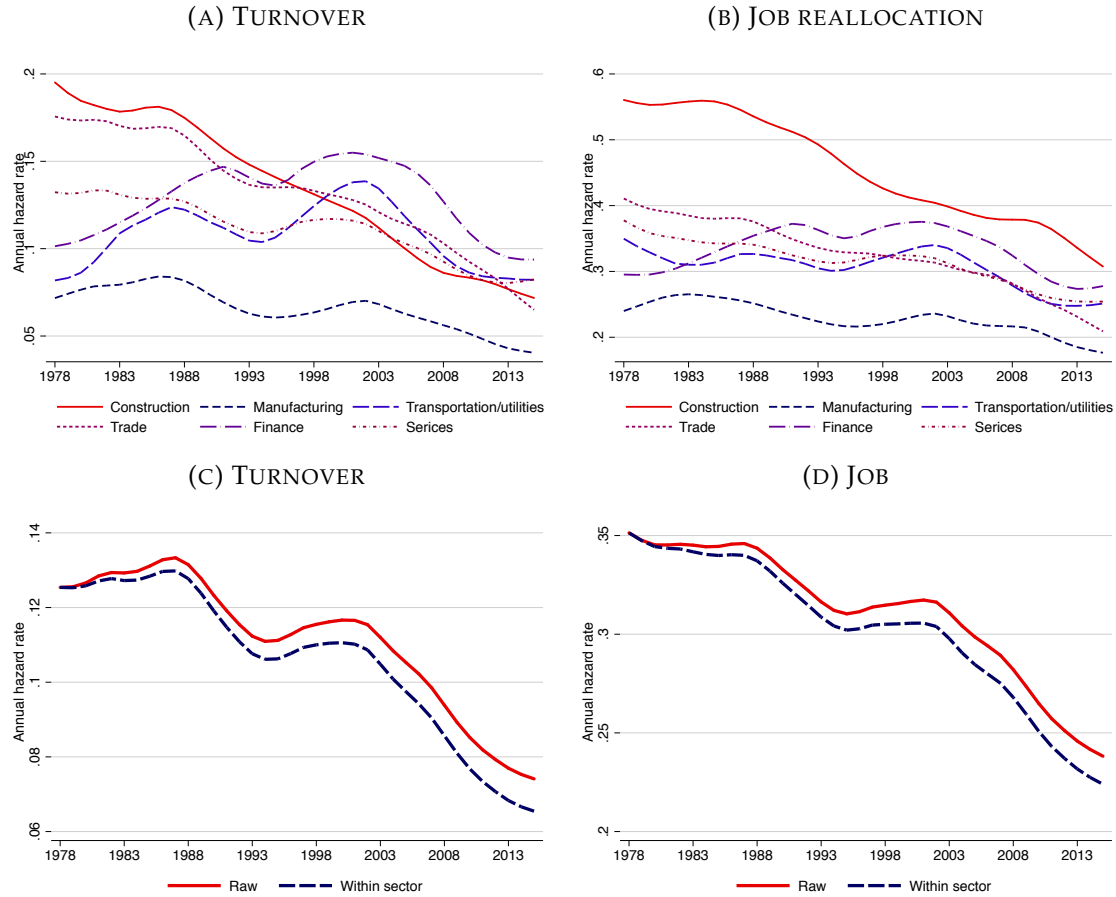 (A) TURNOVER
Annual hazard rate
.05 .1 .15 .2
1978 1983 1988 1993 1998 2003 2008 2013
Construction Manufacturing Transportation/utilities
Trade Finance Serices
(B) JOB REALLOCATION
Annual hazard rate
.2 .3 .4 .5 .6
1978 1983 1988 1993 1998 2003 2008 2013
Construction Manufacturing Transportation/utilities
Trade Finance Serices
(C) TURNOVER
Annual hazard rate
.06 .08 .1 .12 .14
1978 1983 1988 1993 1998 2003 2008 2013
Raw Within sector
(D) JOB
Annual hazard rate
.2 .25 .3 .35
1978 1983 1988 1993 1998 2003 2008 2013
Raw Within sector